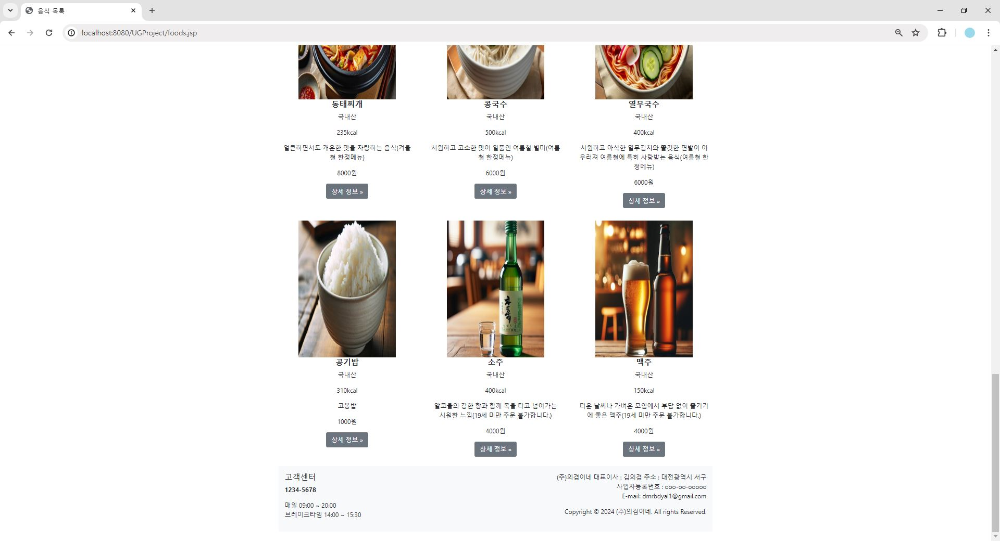 음식 목록
localhost:8080/UGProject/foods.jsp
동태찌개
국내산
235kcal
얼큰하면서도 개운한 맛을 자랑하는 음식(겨울
철 한정메뉴)
8000원
상세 정보 »
콩국수
국내산
500kcal
시원하고 고소한 맛이 일품인 여름철 별미(여름
철 한정메뉴)
6000원
상세 정보 »
열무국수
국내산
400kcal
시원하고 아삭한 열무김치와 쫄깃한 면발이 어
우러져 여름철에 특히 사랑받는 음식(여름철 한
정메뉴)
6000원
상세 정보 »
공기밥
국내산
310kcal
고봉밥
1000원
상세 정보 »
소주
국내산
400kcal
알코올의 강한 향과 함께 목을 타고 넘어가는
시원한 느낌(19세 미만 주문 불가합니다.)
4000원
상세 정보 »
맥주
국내산
150kcal
더운 날씨나 가벼운 모임에서 부담 없이 즐기기
에 좋은 맥주(19세 미만 주문 불가합니다.)
4000원
상세 정보 »
고객센터
1234-5678
매일 09:00 ~ 20:00
브레이크타임 14:00 ~ 15:30
(주)의겸이네 대표이사 : 김의겸 주소 : 대전광역시 서구
사업자등록번호 : ooo-oo-ooooo
E-mail: dmrbdyal1@gmail.com
Copyright © 2024 (주)의겸이네. All rights Reserved.